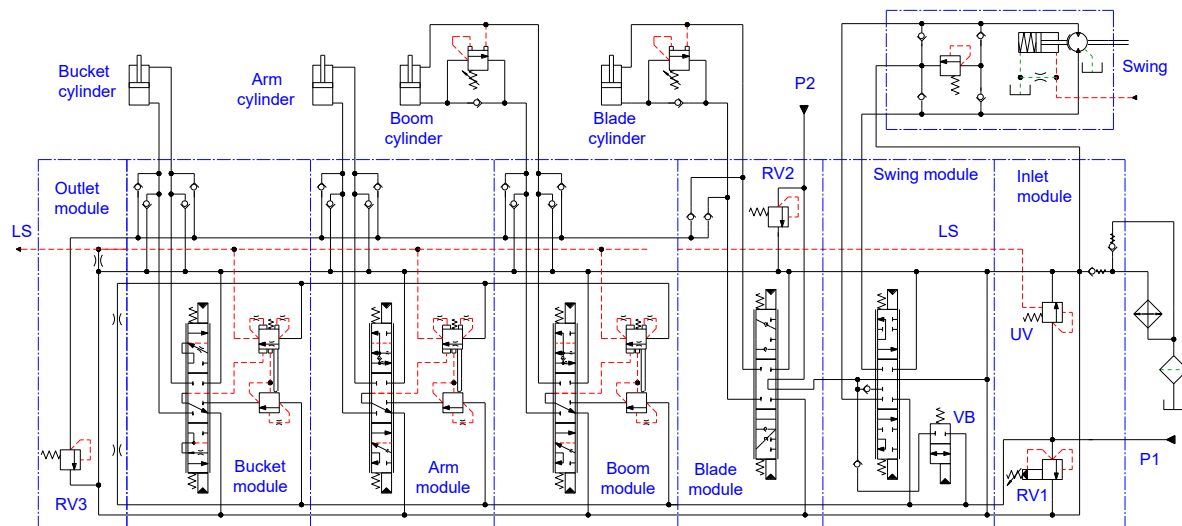 Bucket
cylinder
Arm
cylinder
Boom
cylinder
Blade
cylinder
P2
Swing
Outlet
module
RV2
Swing module
Inlet
module
LS
LS
UV
VB
Bucket
module
Arm
module
Boom
module
Blade
module
P1
RV3
RV1